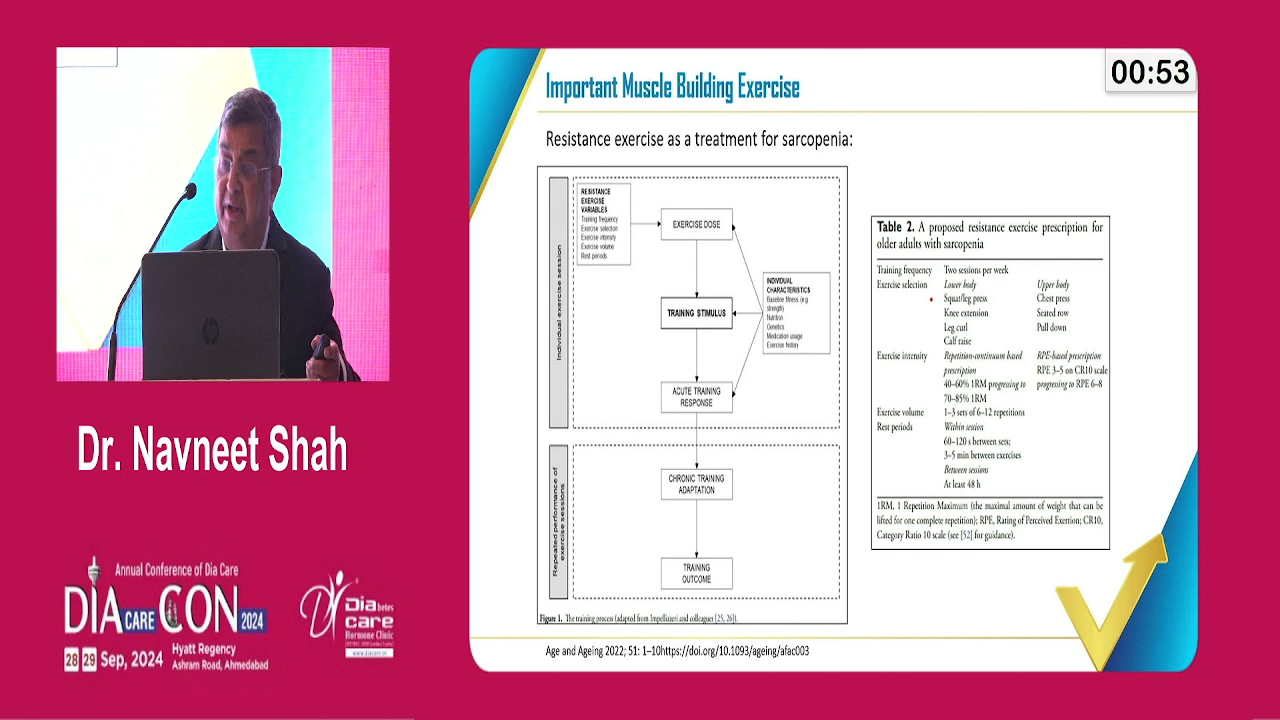 00:53
Important Muscle Building Exercise
Resistance exercise as a treatment for sarcopenia:
Individual exercise session
RESISTANCE
EXERCISE
VARIABLES
Training frequency
Exercise selection
Exercise intensity
Exercise volume
Rest periods
EXERCISE DOSE
TRAINING STIMULUS
INDIVIDUAL
CHARACTERISTICS
Baseline fitness (e.g
strength)
Nutrition
Genetics
Medication usage
Exercise history
ACUTE TRAINING
RESPONSE
Repeated performance of
exercise sessions
CHRONIC TRAINING
ADAPTATION
TRAINING
OUTCOME
Figure 1. The training process (adapted from Impellizzeri and colleagues [25, 26]).
Table 2. A proposed resistance exercise prescription for
older adults with sarcopenia
Training frequency Two sessions per week
Exercise selection Lower body Upper body
Squat/leg press Chest press
Knee extension Seated row
Leg curl Pull down
Calf raise
Exercise intensity Repetition-continuum based RPE-based prescription
prescription RPE 3–5 on CR10 scale
40–60% 1RM progressing to progressing to RPE 6–8
70–85% 1RM
Exercise volume 1–3 sets of 6–12 repetitions
Rest periods Within session
60–120 s between sets;
3–5 min between exercises
Between sessions
At least 48 h
1RM, 1 Repetition Maximum (the maximal amount of weight that can be
lifted for one complete repetition); RPE, Rating of Perceived Exertion; CR10,
Category Ratio 10 scale (see [52] for guidance).
Age and Ageing 2022; 51: 1–10https://doi.org/10.1093/ageing/afac003
hp
Dr. Navneet Shah
Annual Conference of Dia Care
DIA CARE CON 2024
28 29 Sep, 2024
Hyatt Regency
Ashram Road, Ahmedabad
Diabetes
care
Hormone Clinic
www.diacare.in